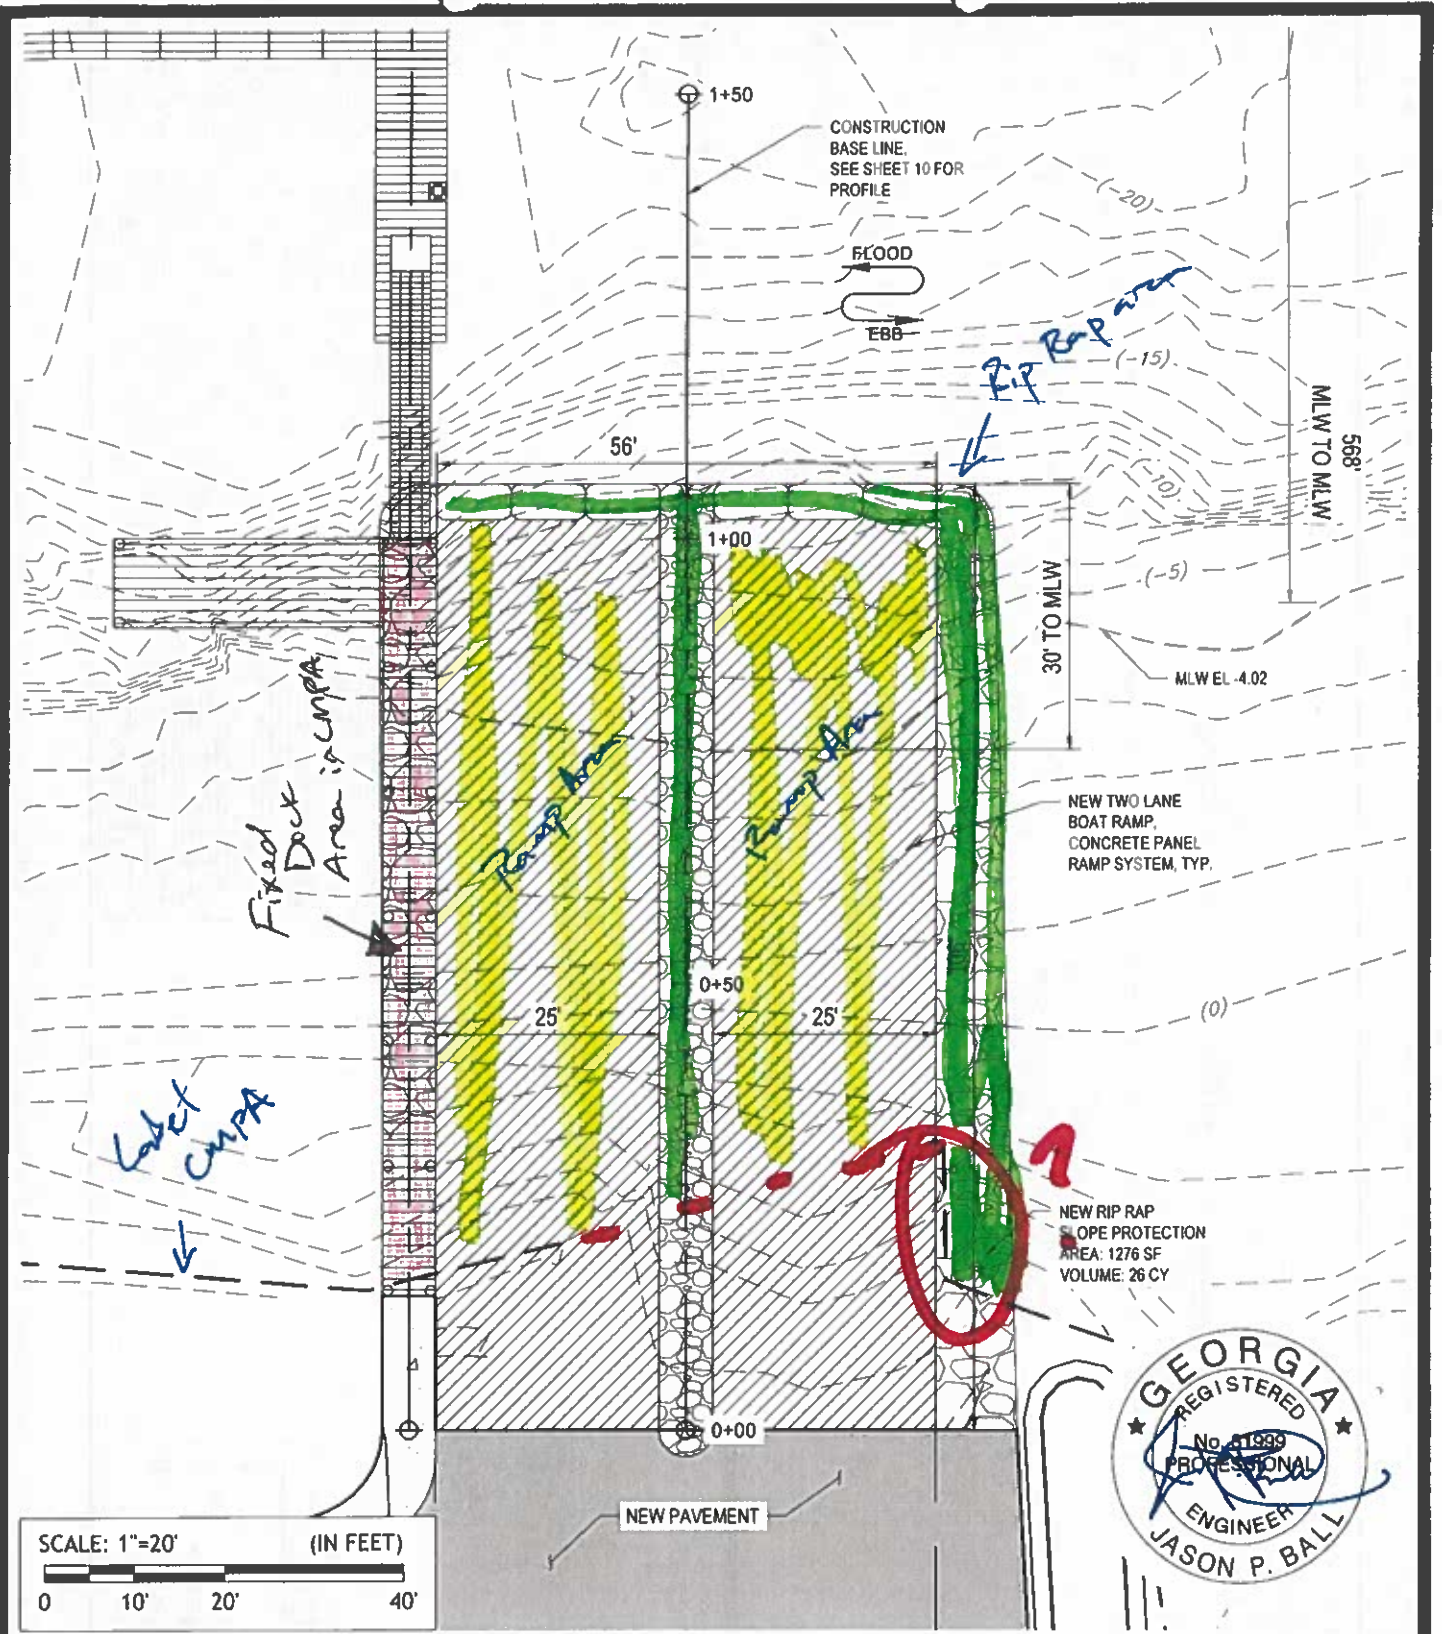 1+50
CONSTRUCTION
BASE LINE,
SEE SHEET 10 FOR
PROFILE
(-20)
FLOOD
EBB
Rip Rap area
(-15)
568'
MLW TO MLW
56'
(-10)
1+00
(-5)
30' TO MLW
MLW EL -4.02
Fixed
Dock
Area in CMPA
Ramp Area
Ramp Area
NEW TWO LANE
BOAT RAMP,
CONCRETE PANEL
RAMP SYSTEM, TYP.
0+50
25'
25'
(0)
CMPA
1
NEW RIP RAP
SLOPE PROTECTION
AREA: 1276 SF
VOLUME: 26 CY
0+00
NEW PAVEMENT
GEORGIA
REGISTERED
No. 31999
PROFESSIONAL
ENGINEER
JASON P. BALL
SCALE: 1"=20'
(IN FEET)
0 10' 20' 40'